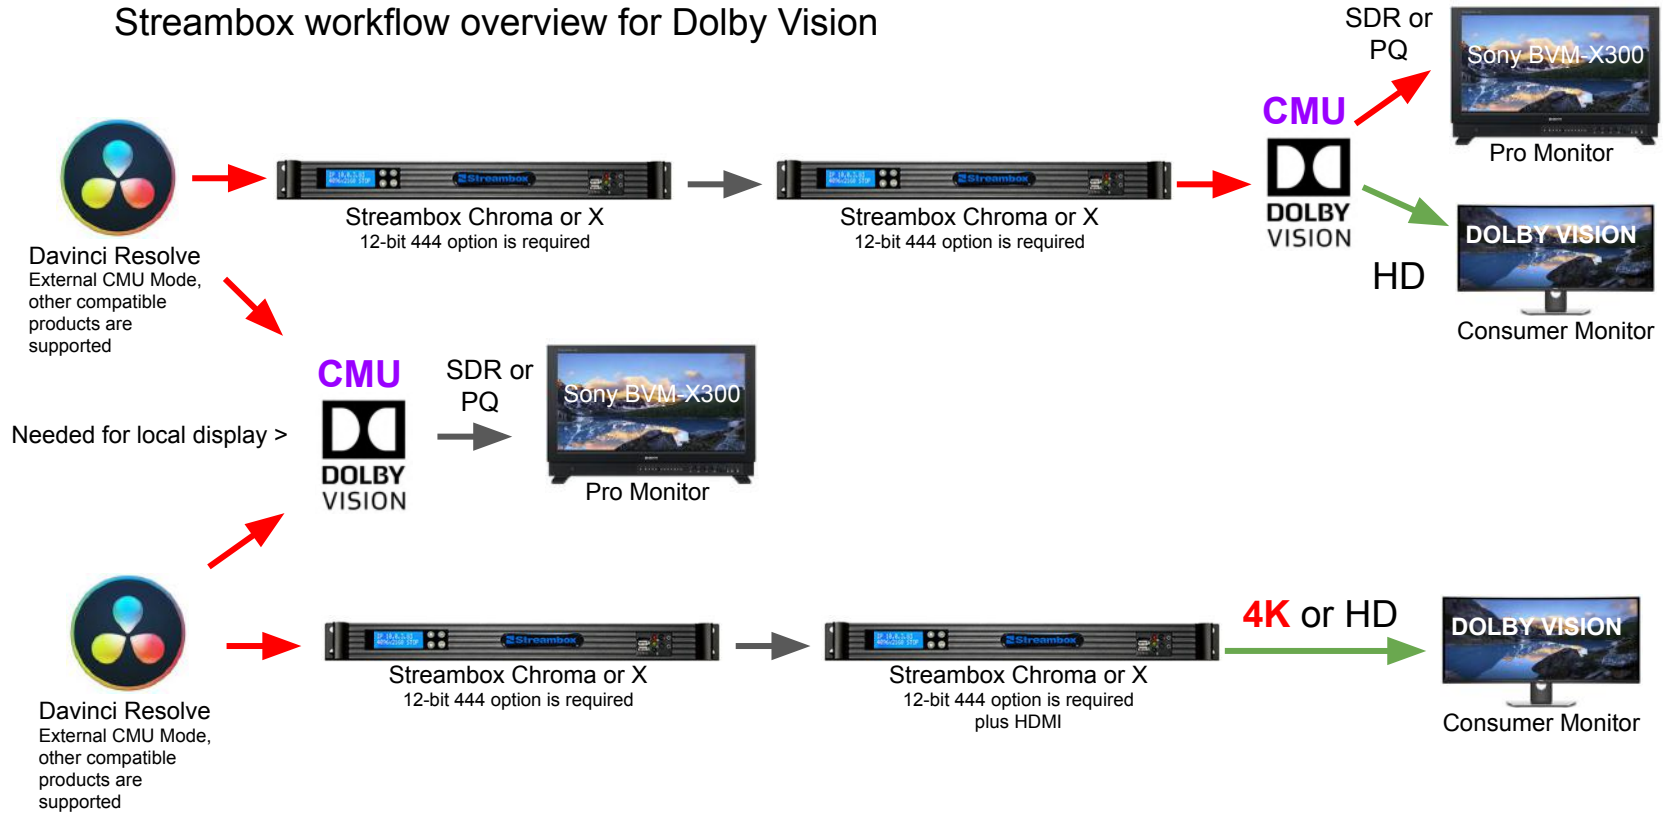 Streambox workflow overview for Dolby Vision
SDR or
PQ
Sony BVM-X300
Pro Monitor
CMU
DOLBY
VISION
Streambox
Streambox Chroma or X
12-bit 444 option is required
Streambox
Streambox Chroma or X
12-bit 444 option is required
DOLBY VISION
HD
Consumer Monitor
Davinci Resolve
External CMU Mode,
other compatible
products are
supported
CMU
DOLBY
VISION
SDR or
PQ
Sony BVM-X300
Pro Monitor
Needed for local display >
Davinci Resolve
External CMU Mode,
other compatible
products are
supported
Streambox
Streambox Chroma or X
12-bit 444 option is required
Streambox
Streambox Chroma or X
12-bit 444 option is required
plus HDMI
4K or HD
DOLBY VISION
Consumer Monitor